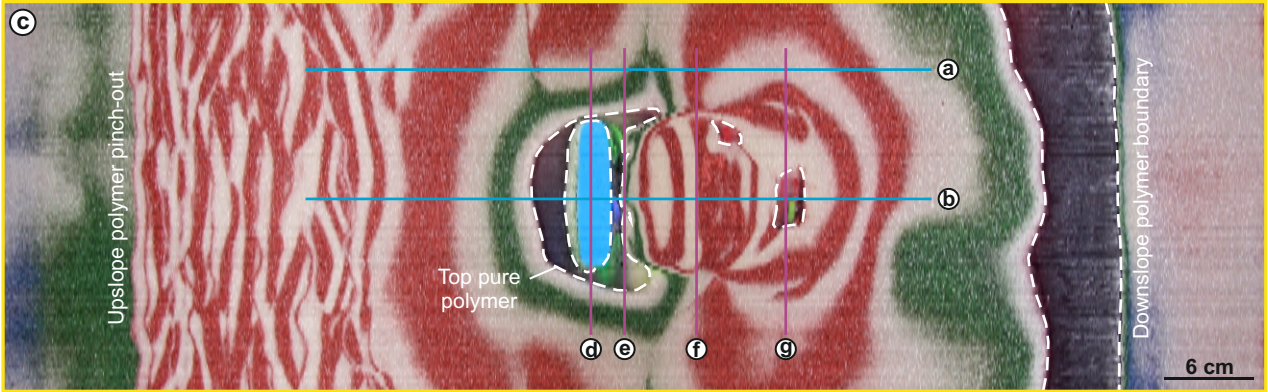 c
Upslope polymer pinch-out
a
b
Top pure
polymer
d
e
f
g
Downslope polymer boundary
6 cm